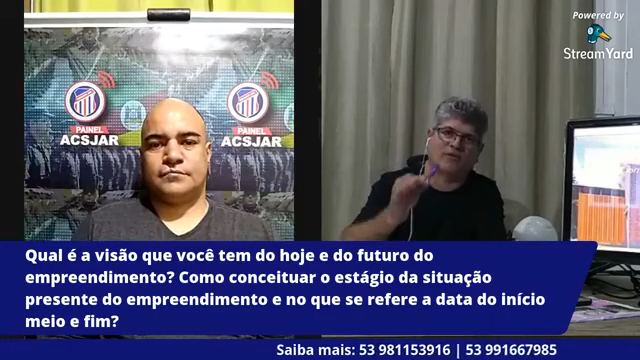 Powered by
StreamYard
PAINEL
ACSJAR
PAINEL
ACSJAR
Qual é a visão que você tem do hoje e do futuro do
empreendimento? Como conceituar o estágio da situação
presente do empreendimento e no que se refere a data do início
meio e fim?
Saiba mais: 53 981153916 | 53 991667985